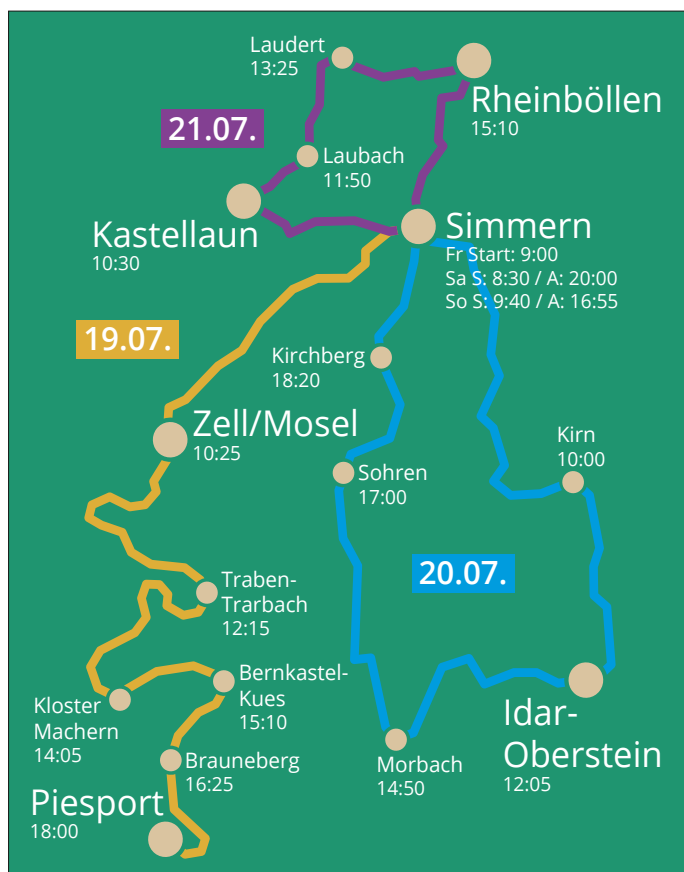 Laudert
13:25
Rheinböllen
15:10
21.07.
Laubach
11:50
Kastellaun
10:30
Simmern
Fr Start: 9:00
Sa S: 8:30 / A: 20:00
So S: 9:40 / A: 16:55
19.07.
Kirchberg
18:20
Zell/Mosel
10:25
Kirn
10:00
Sohren
17:00
20.07.
Traben-
Trarbach
12:15
Bernkastel-
Kues
15:10
Kloster
Machern
14:05
Idar-
Oberstein
12:05
Brauneberg
16:25
Morbach
14:50
Piesport
18:00